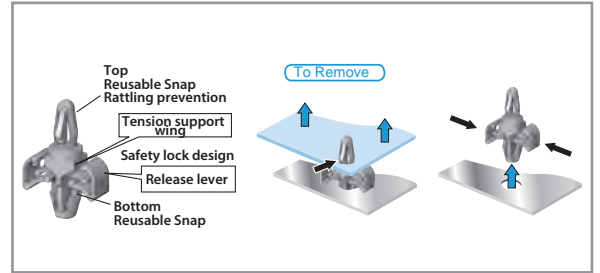 Top
Reusable Snap
Rattling prevention
Tension support
wing
Safety lock design
Release lever
Bottom
Reusable Snap
To Remove